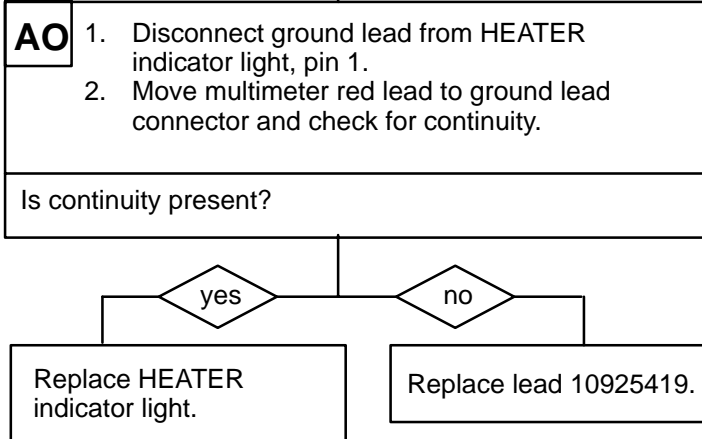 AO
1. Disconnect ground lead from HEATER
indicator light, pin 1.
2. Move multimeter red lead to ground lead
connector and check for continuity.
Is continuity present?
yes
no
Replace HEATER
indicator light.
Replace lead 10925419.